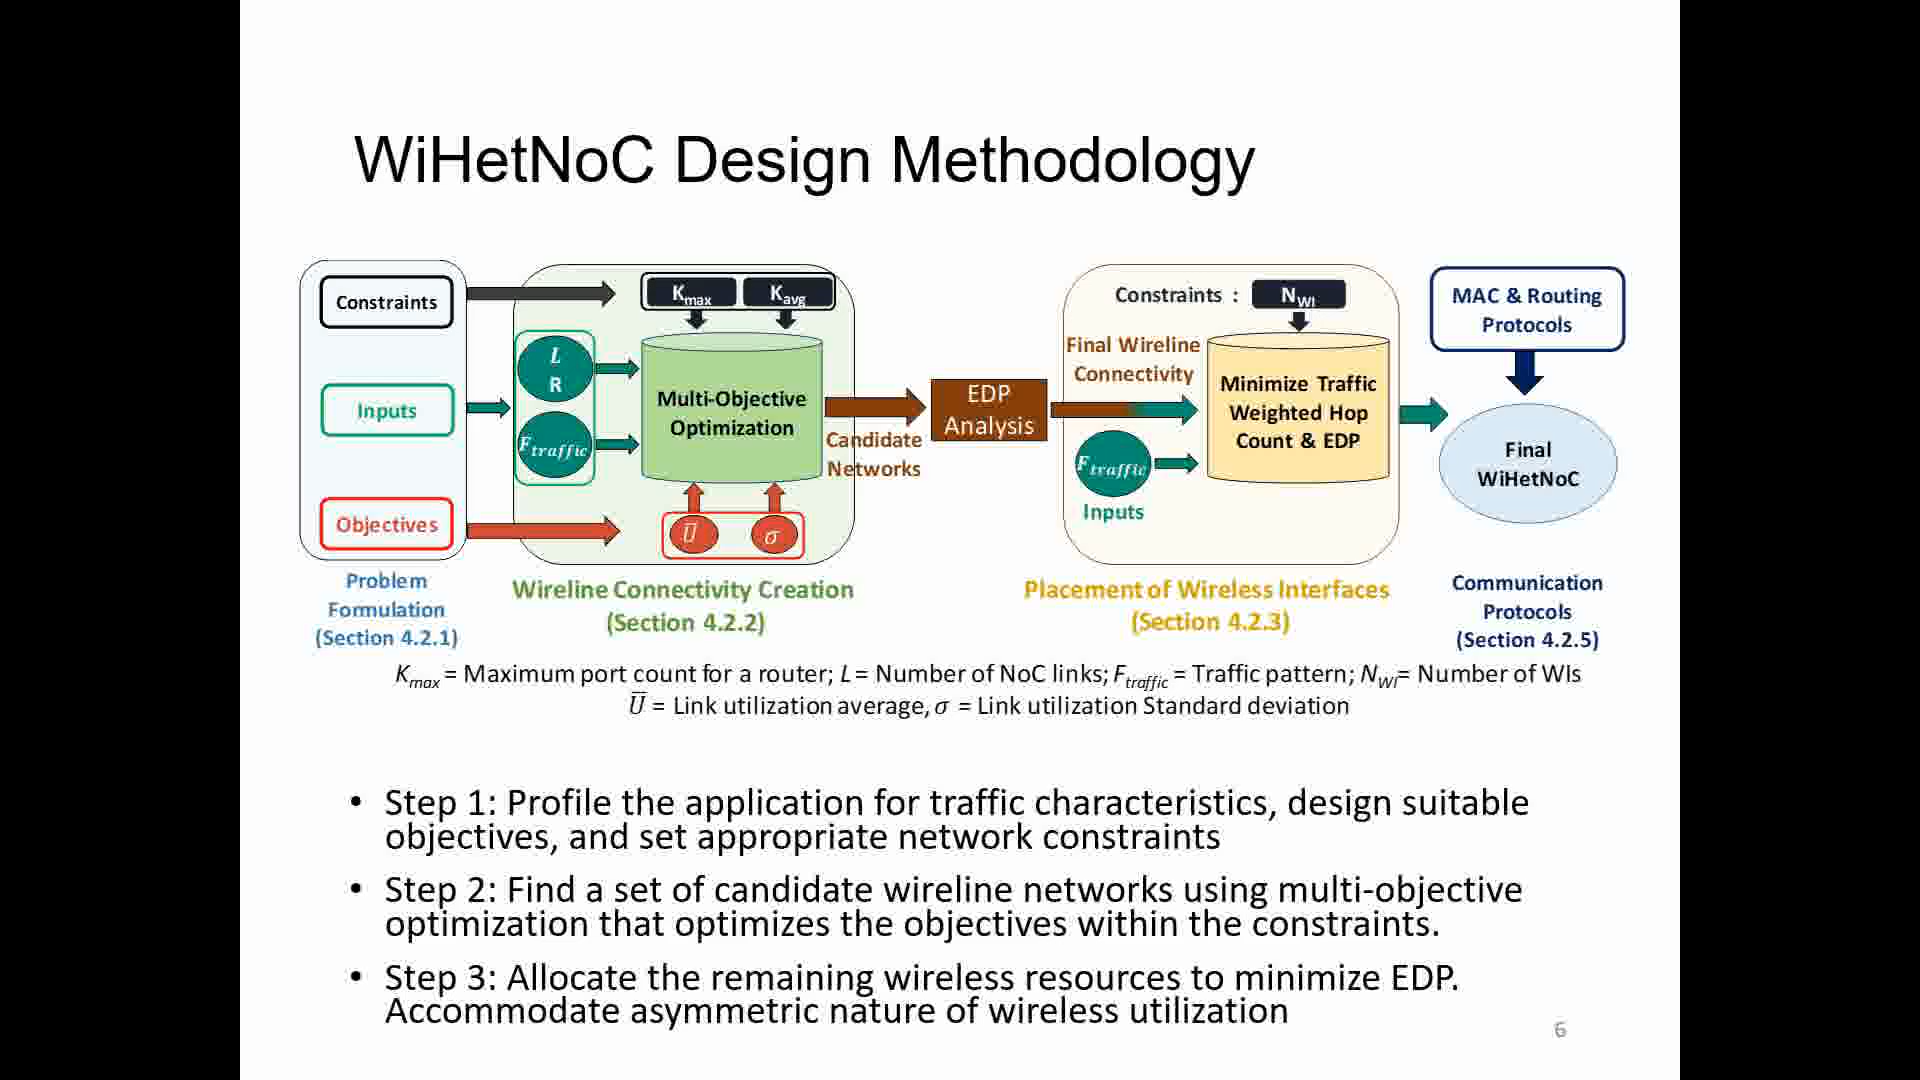 WiHetNoC Design Methodology
Constraints
Inputs
Objectives
Problem
Formulation
(Section 4.2.1)
Kmax Kavg
L
R
Ftraffic
Multi-Objective
Optimization
U̅ σ
Wireline Connectivity Creation
(Section 4.2.2)
Candidate
Networks
EDP
Analysis
Constraints : NWI
Final Wireline
Connectivity
Ftraffic
Inputs
Minimize Traffic
Weighted Hop
Count & EDP
Placement of Wireless Interfaces
(Section 4.2.3)
MAC & Routing
Protocols
Final
WiHetNoC
Communication
Protocols
(Section 4.2.5)
Kmax = Maximum port count for a router; L = Number of NoC links; Ftraffic = Traffic pattern; NWI= Number of WIs
U̅ = Link utilization average, σ = Link utilization Standard deviation
• Step 1: Profile the application for traffic characteristics, design suitable
objectives, and set appropriate network constraints
• Step 2: Find a set of candidate wireline networks using multi-objective
optimization that optimizes the objectives within the constraints.
• Step 3: Allocate the remaining wireless resources to minimize EDP.
Accommodate asymmetric nature of wireless utilization
6